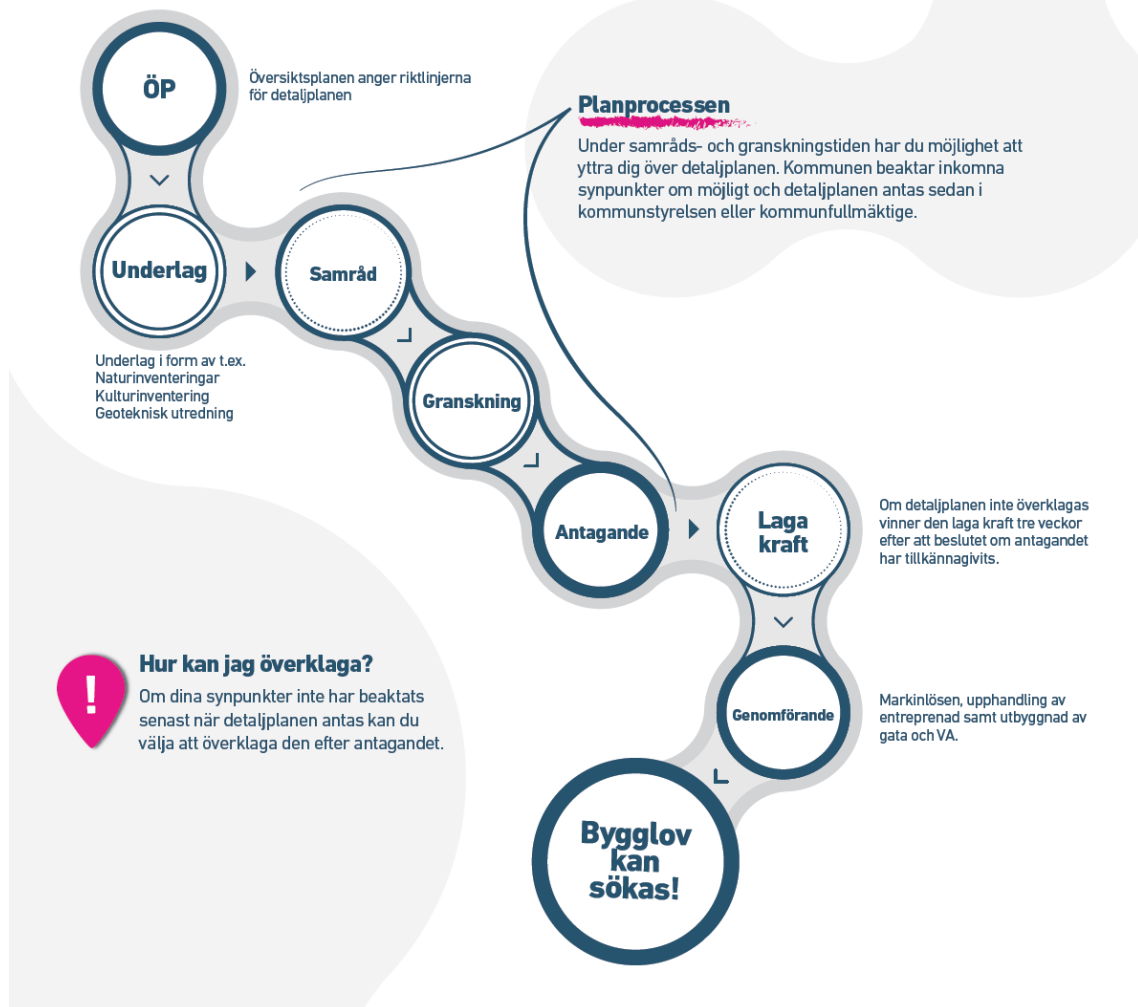 ÖP
Översiktsplanen anger riktlinjerna
för detaljplanen
Planprocessen
Under samråds- och granskningstiden har du möjlighet att
yttra dig över detaljplanen. Kommunen beaktar inkomna
synpunkter om möjligt och detaljplanen antas sedan i
kommunstyrelsen eller kommunfullmäktige.
Underlag
Samråd
Underlag i form av t.ex.
Naturinventeringar
Kulturinventering
Geoteknisk utredning
Granskning
Antagande
Laga
kraft
Om detaljplanen inte överklagas
vinner den laga kraft tre veckor
efter att beslutet om antagandet
har tillkännagivits.
!
Hur kan jag överklaga?
Om dina synpunkter inte har beaktats
senast när detaljplanen antas kan du
välja att överklaga den efter antagandet.
Genomförande
Markinlösen, upphandling av
entreprenad samt utbyggnad av
gata och VA.
Bygglov
kan
sökas!